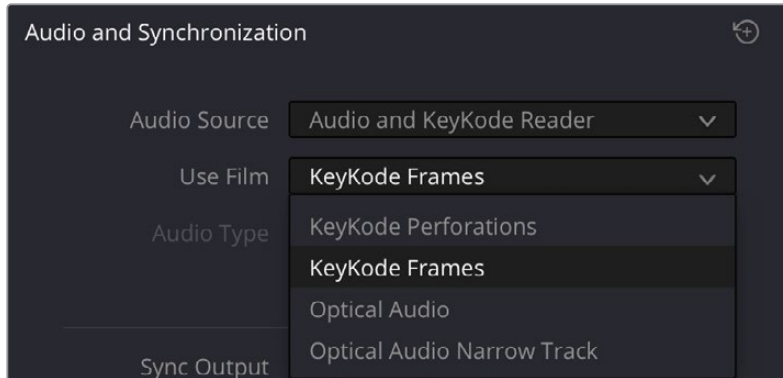 Audio and Synchronization
Audio Source Audio and KeyKode Reader
Use Film KeyKode Frames
Audio Type KeyKode Perforations
KeyKode Frames
Optical Audio
Sync Output Optical Audio Narrow Track